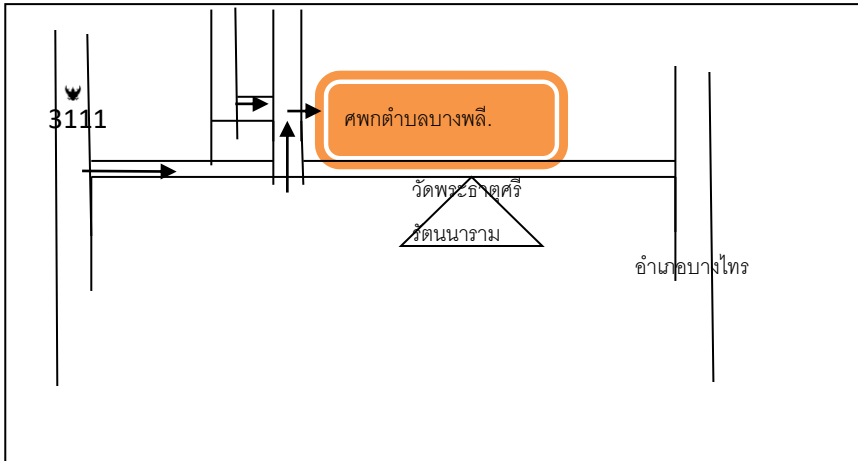 3111
ศพกตำบลบางพลี.
วัดพระธาตุศรี
รัตนนาราม
อำเภอบางไทร